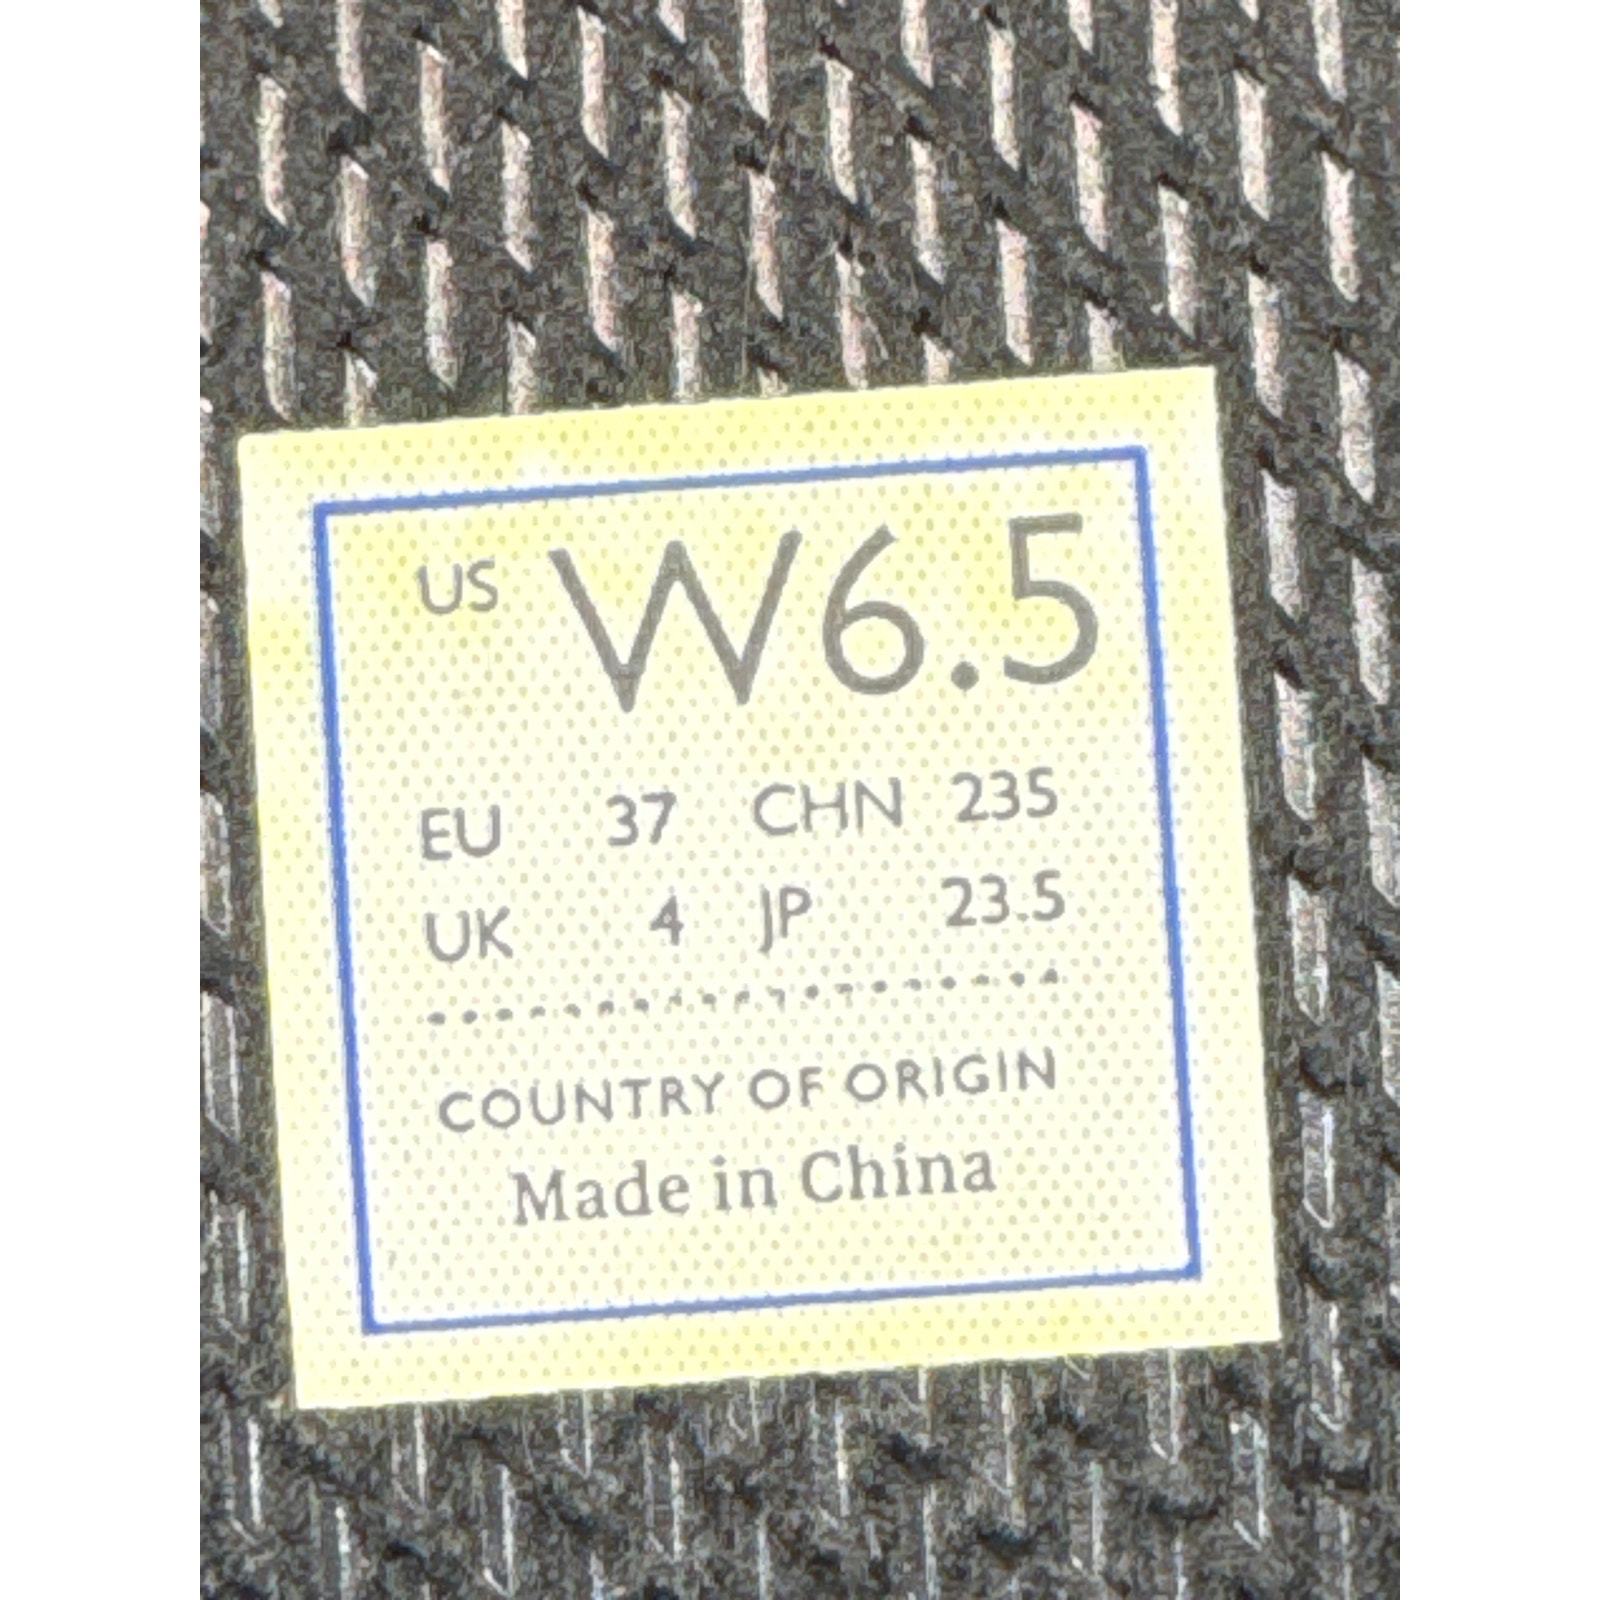 US W6.5
EU 37 CHN 235
UK 4 JP 23.5
COUNTRY OF ORIGIN
Made in China